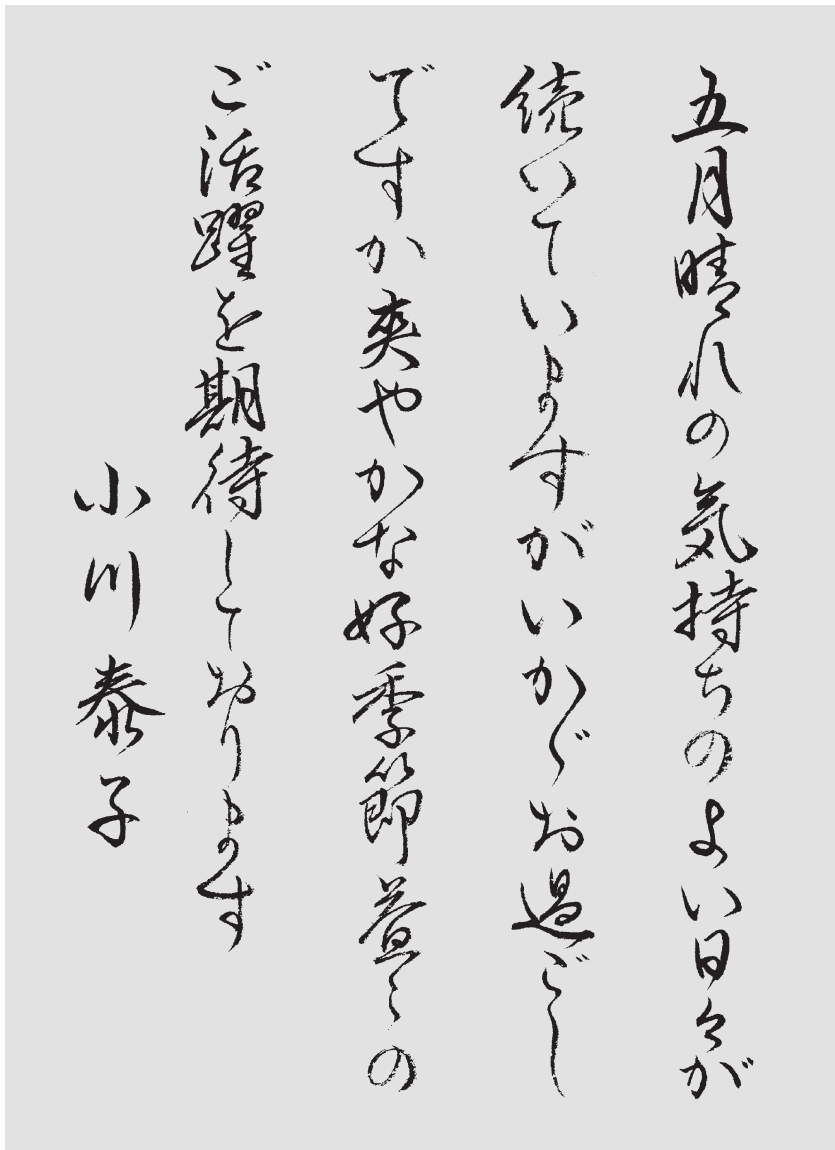 五月晴れの気持ちのよい日々が
続いていますがいかがお過ごし
ですか爽やかな好季節益々の
ご活躍を期待しております
小川泰子